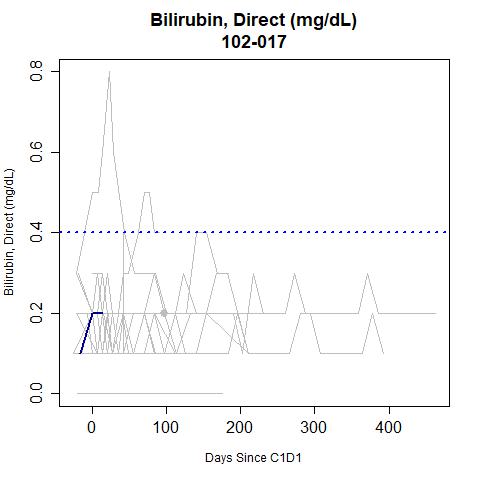 Bilirubin, Direct (mg/dL)
102-017
Bilirubin, Direct (mg/dL)
0.8
0.6
0.4
0.2
0.0
0 100 200 300 400
Days Since C1D1